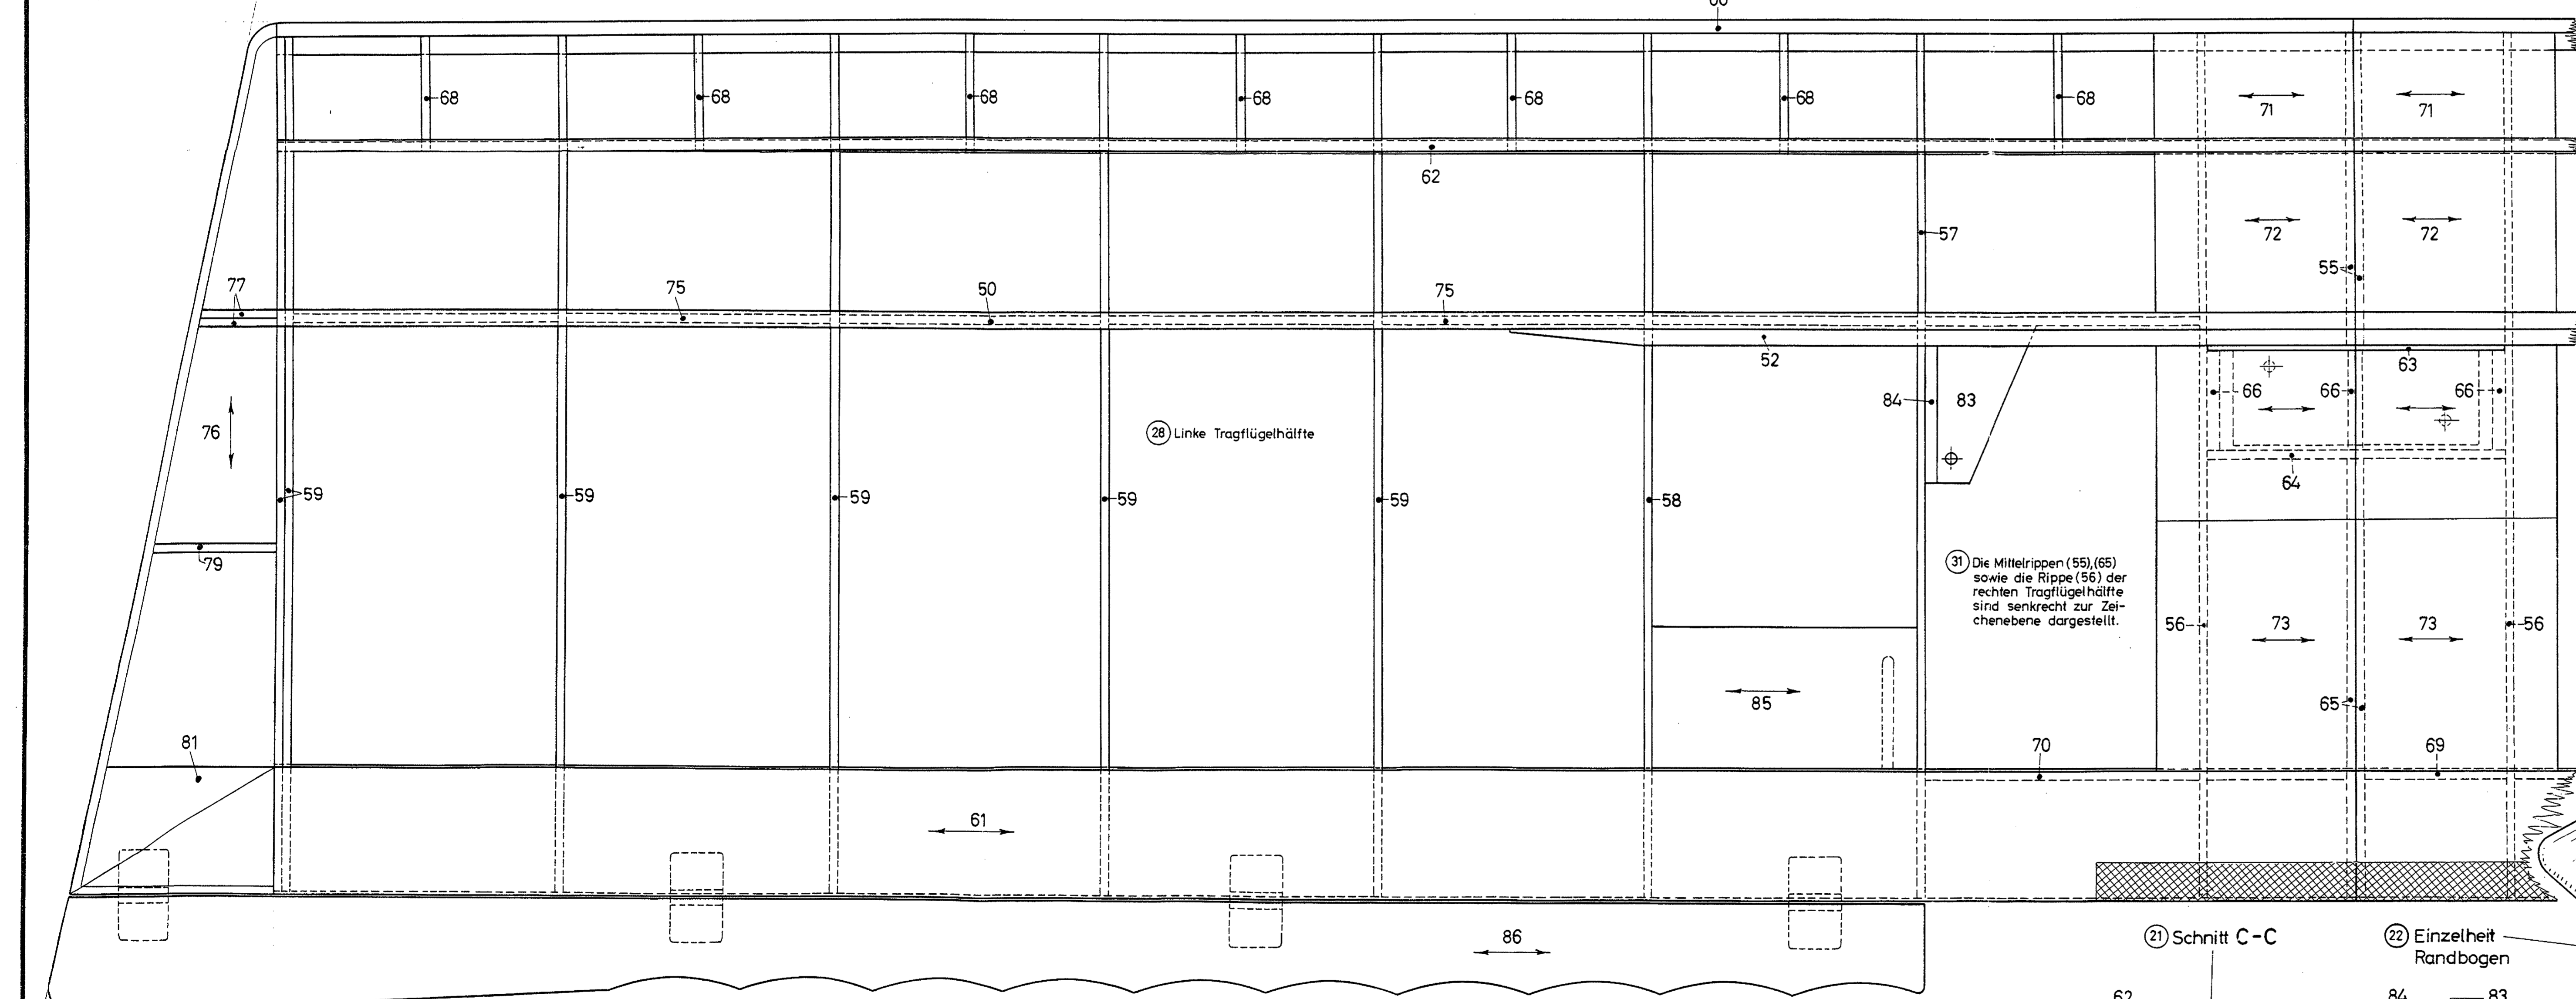 68 68 68 68 68 68 68 71 71
62
57 72 72
55
77 75 50 75
52 63
84 83 66 66 66
76
28 Linke Tragflügelhälfte
64
59 59 59 59 59 58
79
31 Die Mittelrippen (55),(65)
sowie die Rippe (56) der
rechten Tragflügelhälfte
sind senkrecht zur Zei-
chenebene dargestellt.
56 73 73 56
85 65
81 70 69
61
86
21 Schnitt C-C
22 Einzelheit
Randbogen
62 84 83